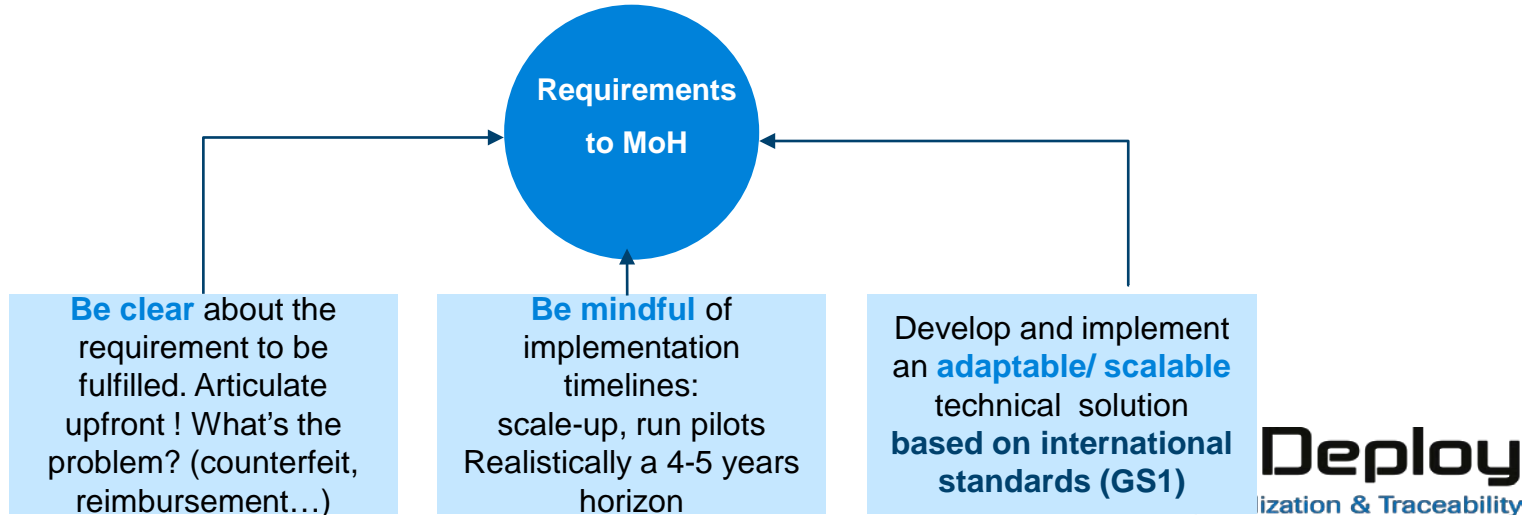 Requirements
to MoH
Be clear about the
requirement to be
fulfilled. Articulate
upfront ! What's the
problem? (counterfeit,
reimbursement…)
Be mindful of
implementation
timelines:
scale-up, run pilots
Realistically a 4-5 years
horizon
Develop and implement
an adaptable/ scalable
technical solution
based on international
standards (GS1)
Deploy
ization & Traceability